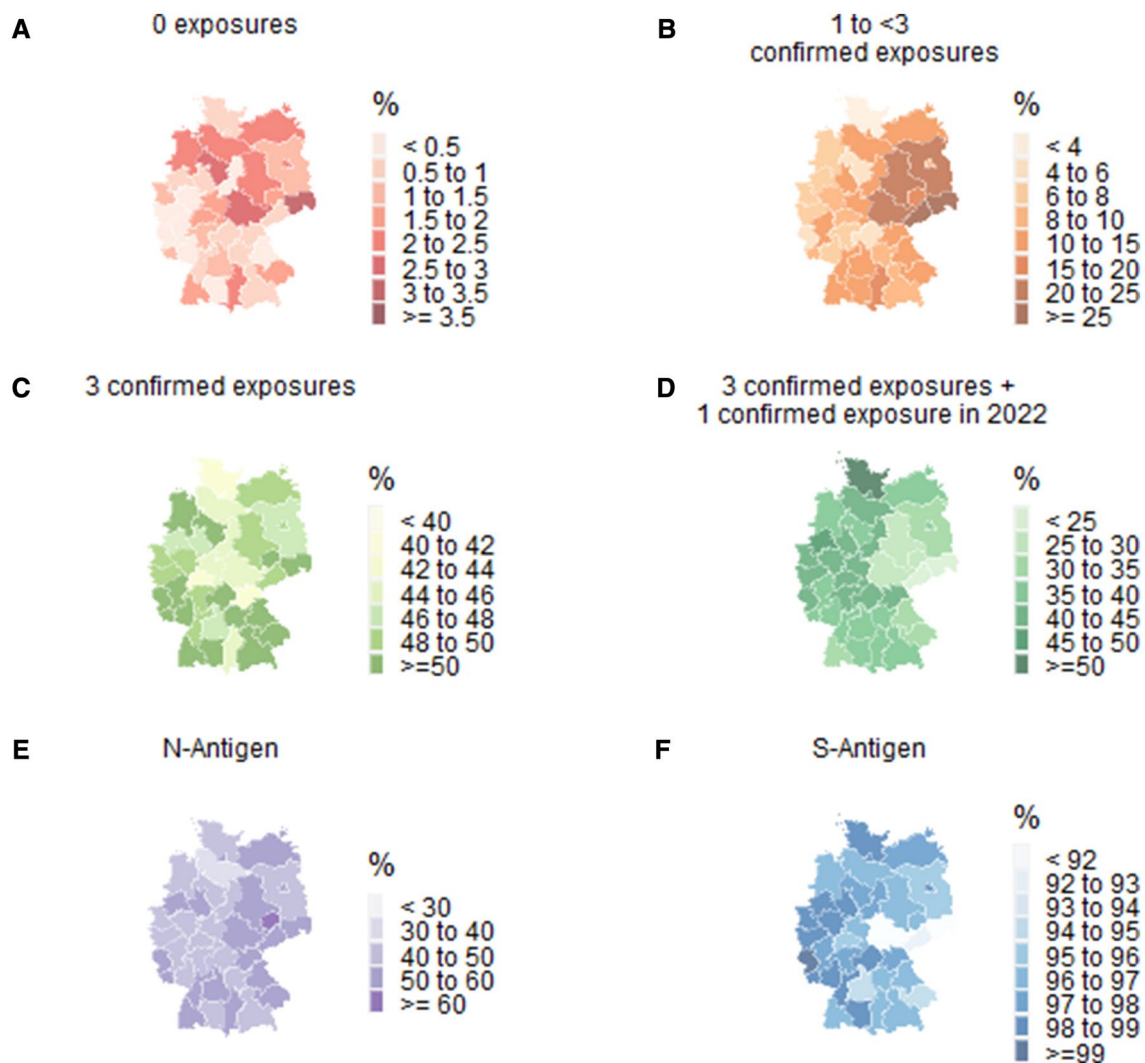 A
0 exposures
%
< 0.5
0.5 to 1
1 to 1.5
1.5 to 2
2 to 2.5
2.5 to 3
3 to 3.5
>= 3.5
B
1 to <3
confirmed exposures
%
< 4
4 to 6
6 to 8
8 to 10
10 to 15
15 to 20
20 to 25
>= 25
C
3 confirmed exposures
%
< 40
40 to 42
42 to 44
44 to 46
46 to 48
48 to 50
>=50
D
3 confirmed exposures +
1 confirmed exposure in 2022
%
< 25
25 to 30
30 to 35
35 to 40
40 to 45
45 to 50
>=50
E
N-Antigen
%
< 30
30 to 40
40 to 50
50 to 60
>= 60
F
S-Antigen
%
< 92
92 to 93
93 to 94
94 to 95
95 to 96
96 to 97
97 to 98
98 to 99
>=99